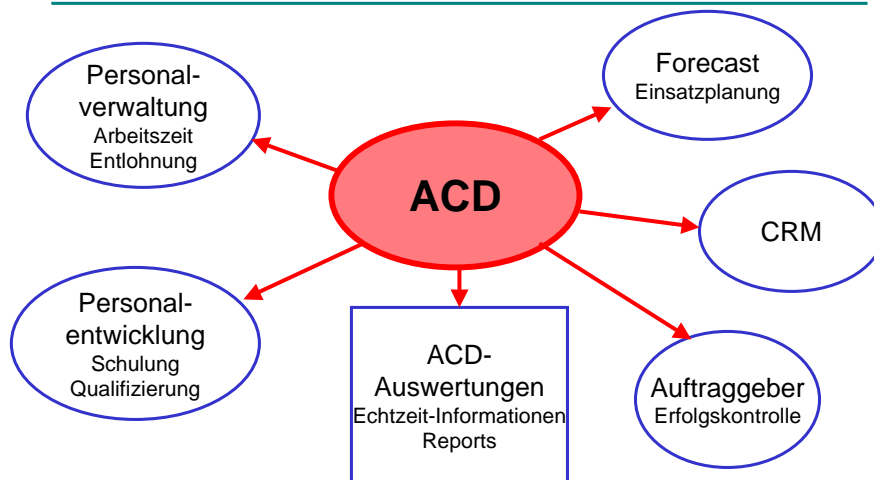 Personal-
verwaltung
Arbeitszeit
Entlohnung
Forecast
Einsatzplanung
ACD
CRM
Personal-
entwicklung
Schulung
Qualifizierung
ACD-
Auswertungen
Echtzeit-Informationen
Reports
Auftraggeber
Erfolgskontrolle